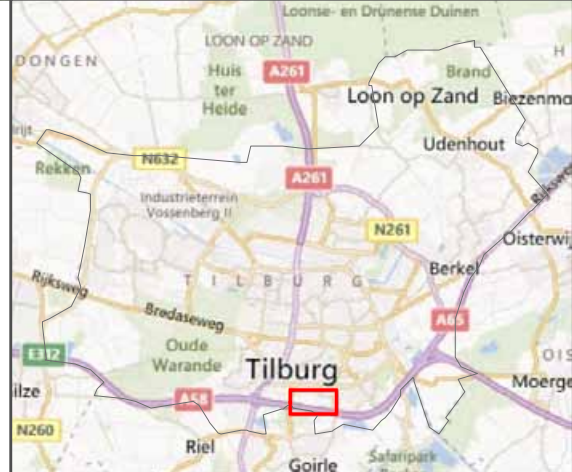 Loonse- en Drunense Duinen
LOON OP ZAND
DONGEN
H
Huis
ter
Heide
A261
Brand
Loon op Zand
Biezenmo
rijt
Udenhout
Rekken
N632
A261
Rijksweg
Industrieterrein
Vossenberg II
N261
Oisterwij
Berkel
Rijksweg
TILBURG
Bredaseweg
A65
E312
Oude
Warande
OIS
Tilburg
Moerge
ilze
A58
N260
Riel
Goirle
Safaripark